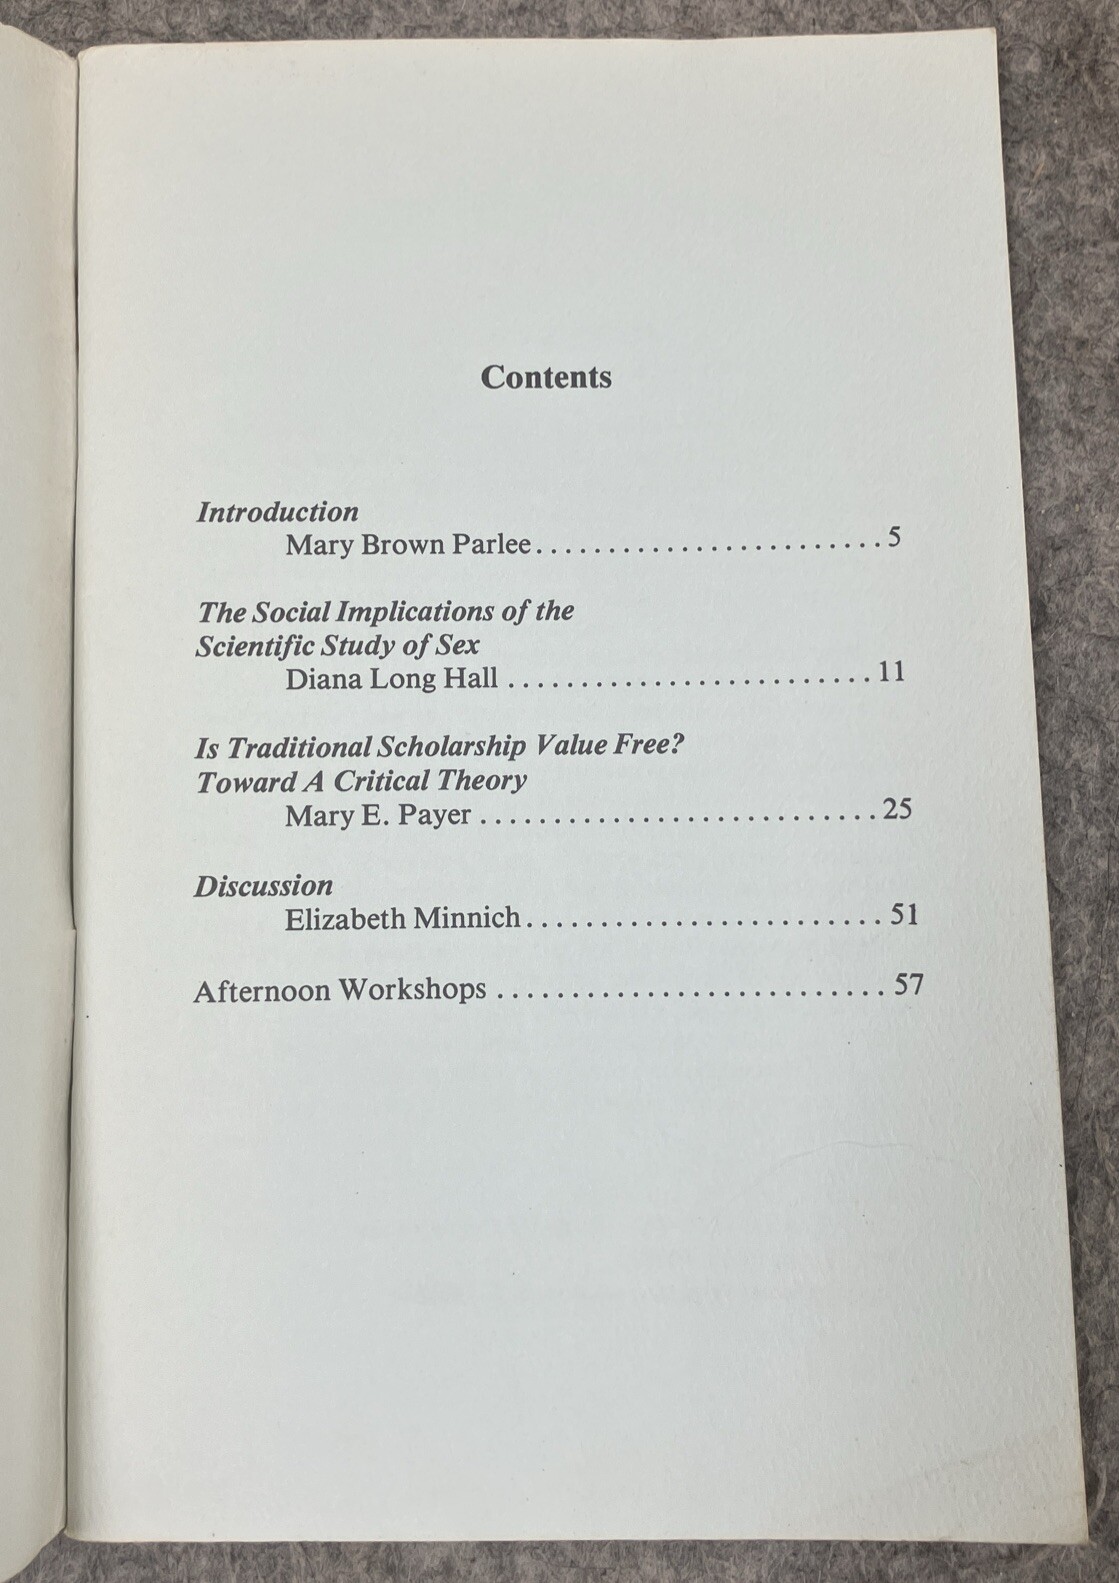 Contents
Introduction
Mary Brown Parlee........................5
The Social Implications of the
Scientific Study of Sex
Diana Long Hall .........................11
Is Traditional Scholarship Value Free?
Toward A Critical Theory
Mary E. Payer ...........................25
Discussion
Elizabeth Minnich.........................51
Afternoon Workshops ...........................57